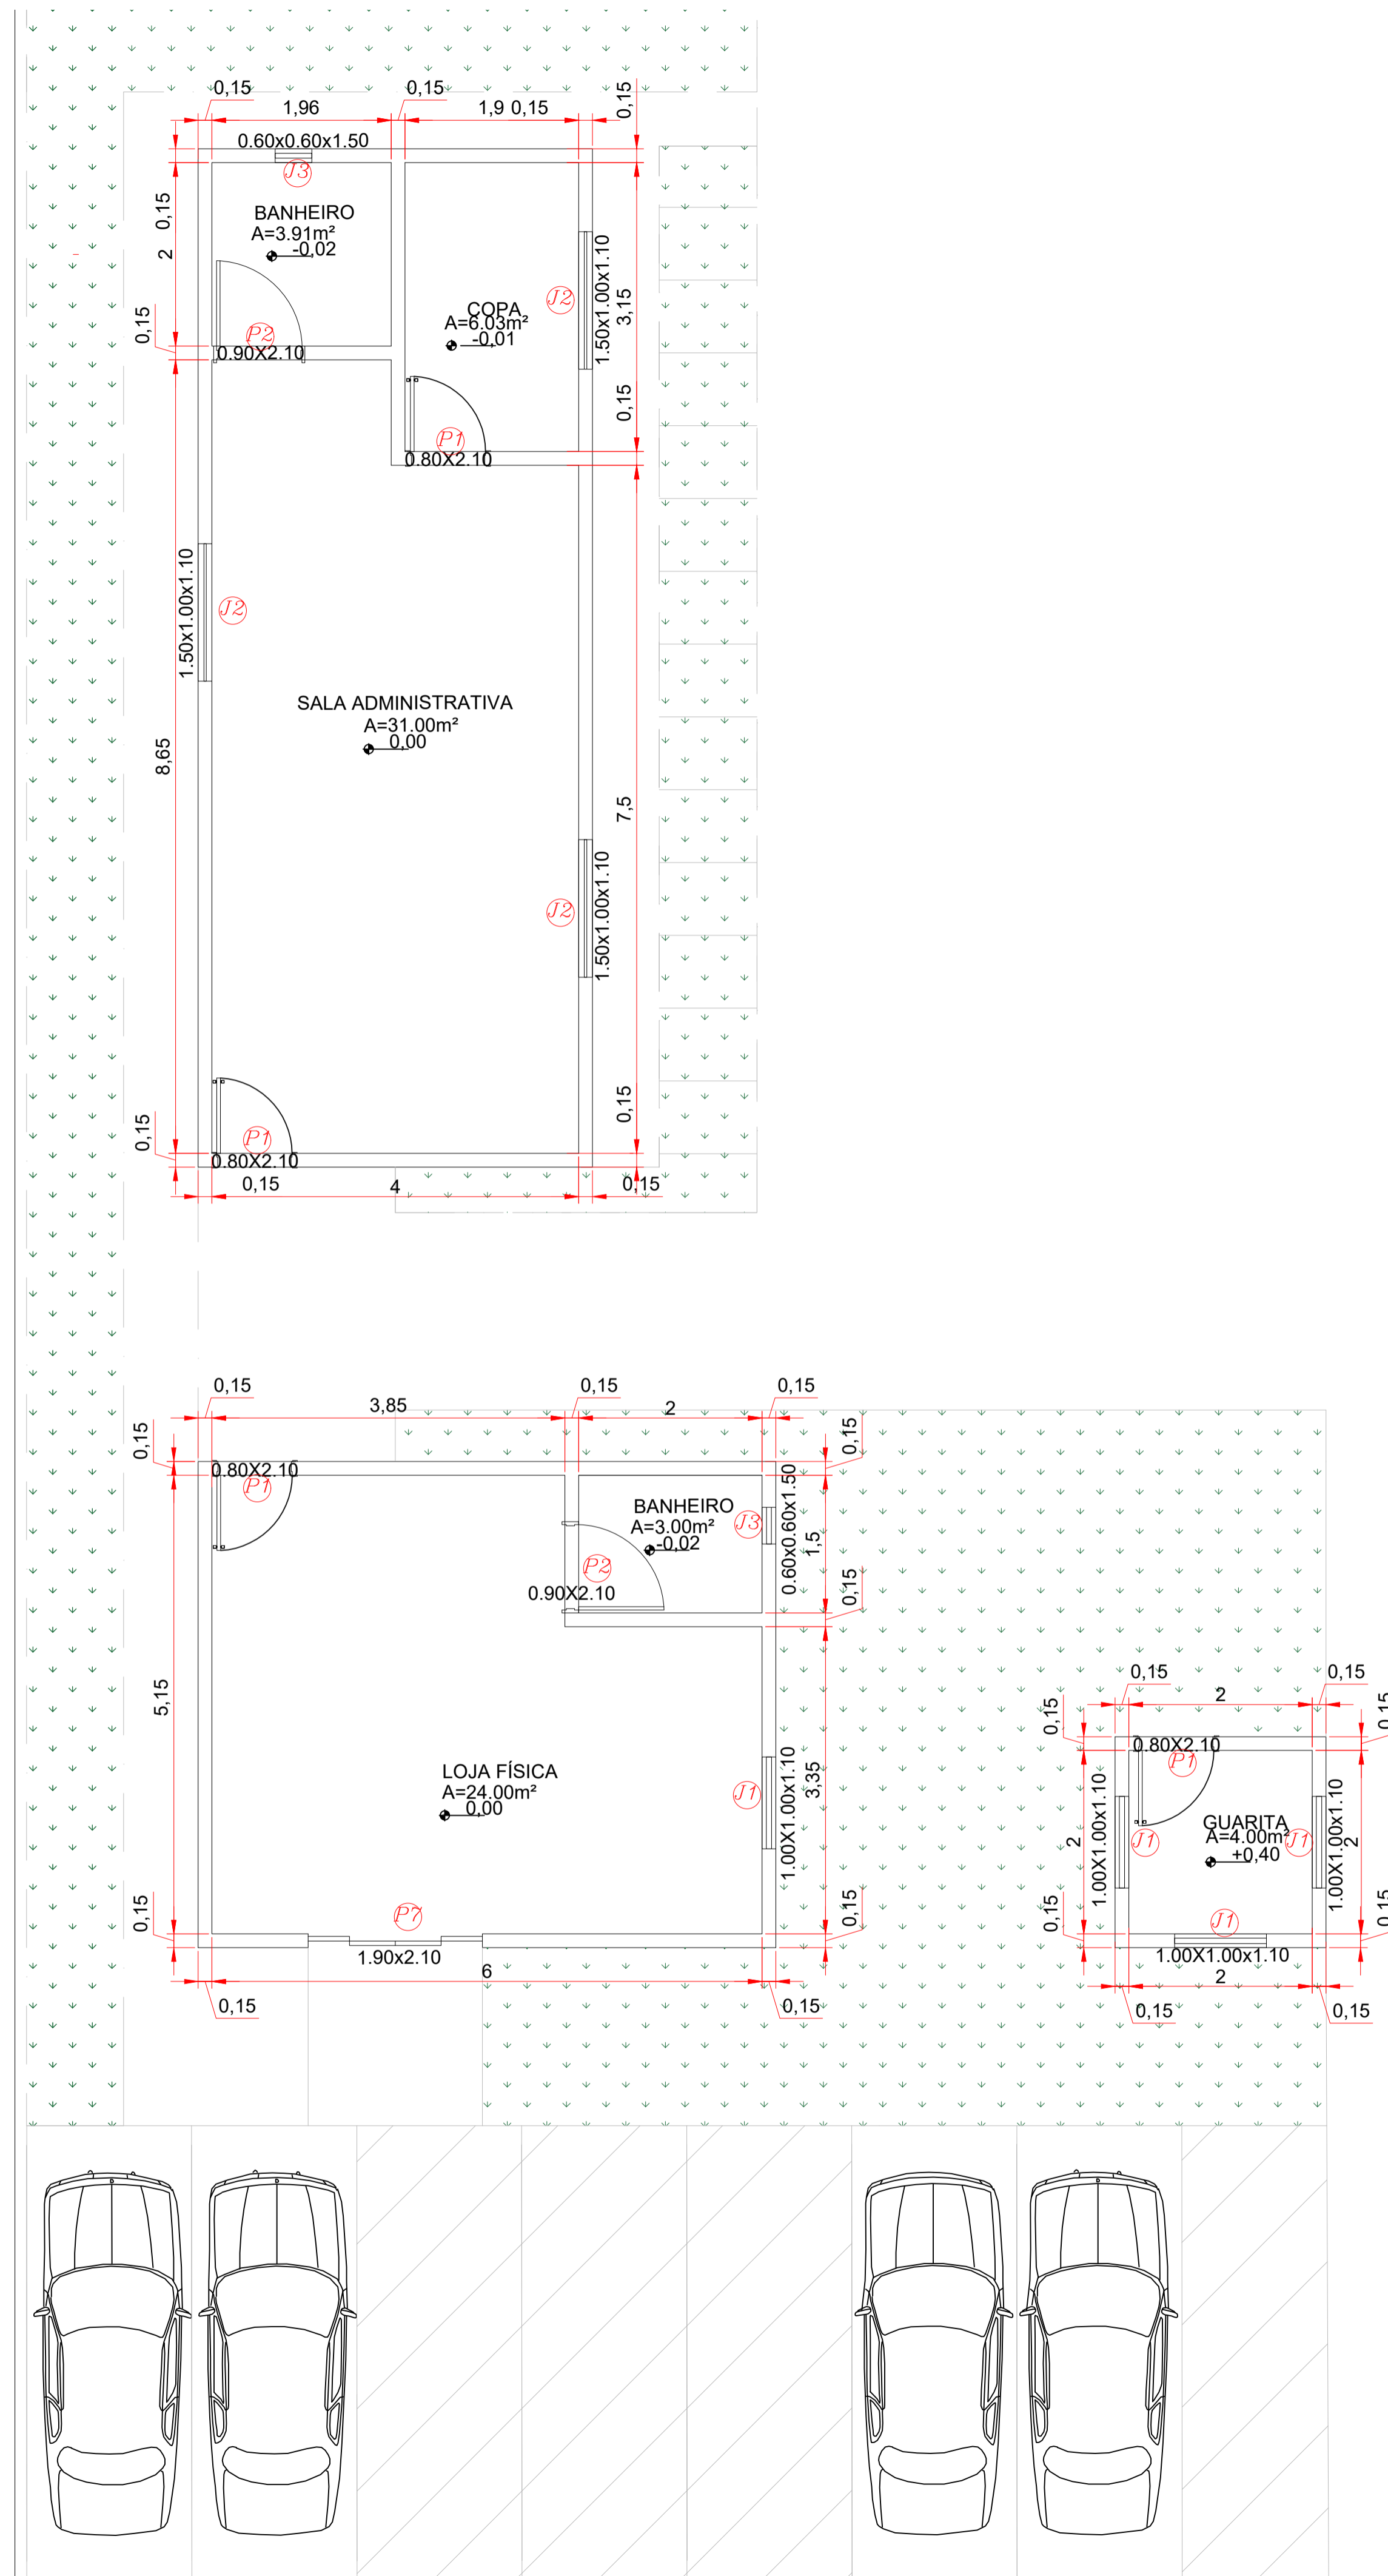 0,15
0,15
0,15
1,96
1,9
0,15
0.60x0.60x1.50
J3
0,15
2
BANHEIRO
A=3.91m²
-0,02
1.50x1.00x1.10
J2
3,15
COPA
A=6.03m²
-0,01
0,15
P2
0.90X2.10
0,15
P1
0.80X2.10
1.50x1.00x1.10
J2
SALA ADMINISTRATIVA
A=31.00m²
0,00
8,65
7,5
1.50x1.00x1.10
J2
0,15
0,15
P1
0.80X2.10
0,15
4
0,15
0,15
0,15
0,15
3,85
2
0,15
0,15
0.80X2.10
P1
0.60x0.60x1.50
BANHEIRO
A=3.00m²
-0,02
J3
1,5
P2
0.90X2.10
0,15
5,15
0,15
0,15
2
0,15
0,15
0.80X2.10
P1
LOJA FÍSICA
A=24.00m²
0,00
J1
1.00X1.00x1.10
3,35
2
1.00X1.00x1.10
J1
GUARITA
A=4.00m²
+0,40
J1
1.00X1.00x1.10
2
0,15
P7
0,15
0,15
J1
0,15
1.90x2.10
1.00X1.00x1.10
6
2
0,15
0,15
0,15
0,15